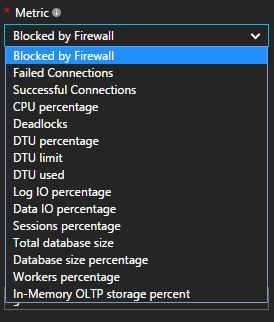 * Metric
Blocked by Firewall
Blocked by Firewall
Failed Connections
Successful Connections
CPU percentage
Deadlocks
DTU percentage
DTU limit
DTU used
Log IO percentage
Data IO percentage
Sessions percentage
Total database size
Database size percentage
Workers percentage
In-Memory OLTP storage percent